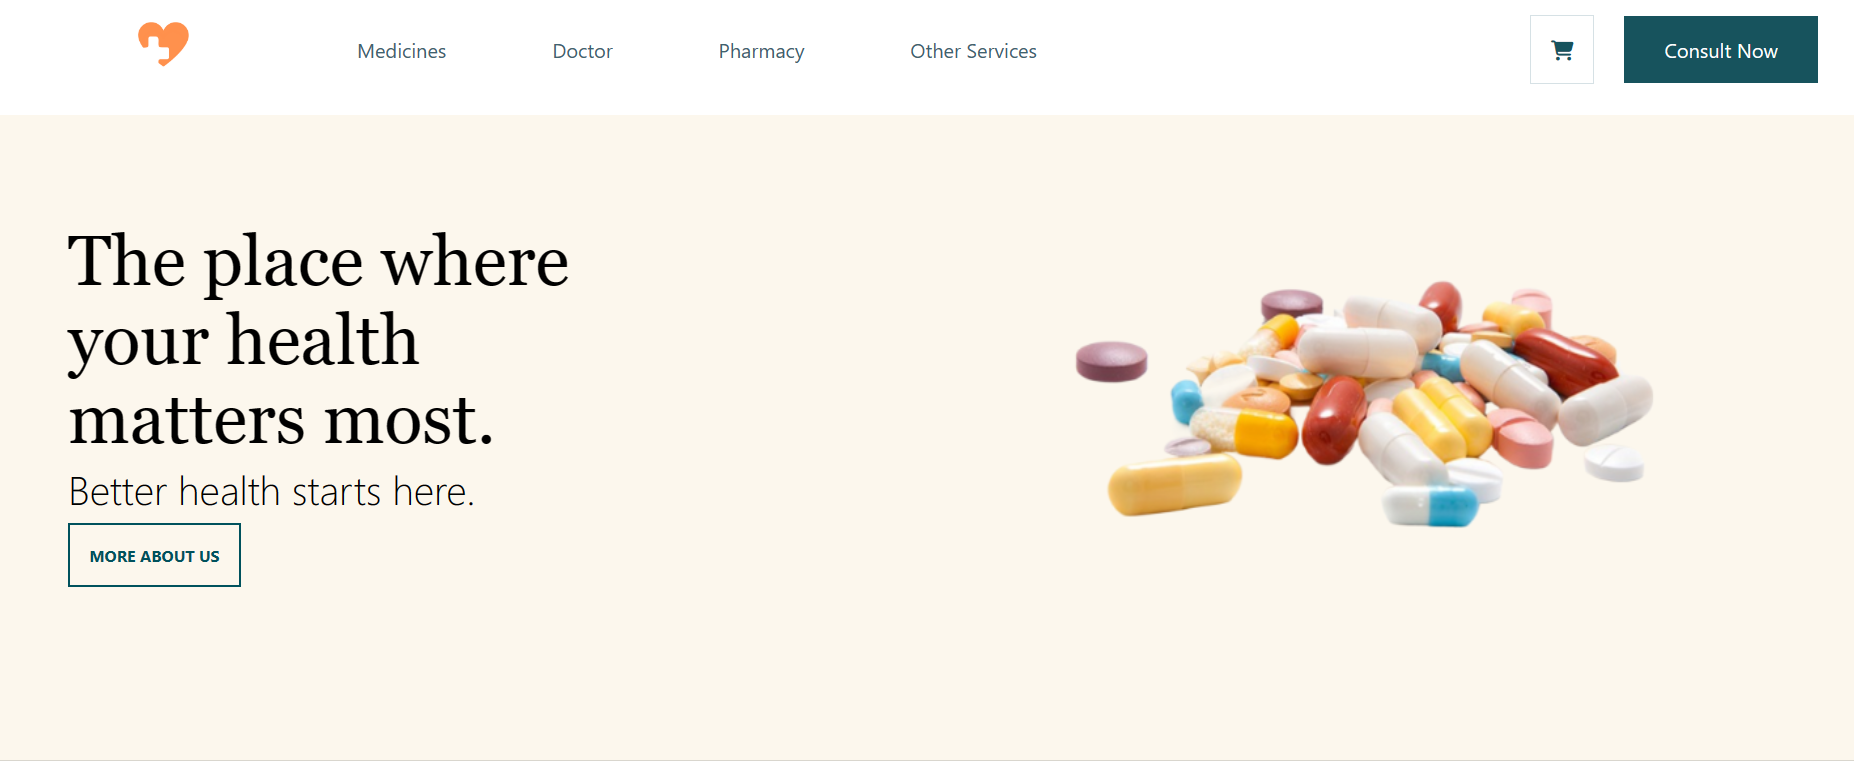 Medicines
Doctor
Pharmacy
Other Services
Consult Now
The place where
your health
matters most.
Better health starts here.
MORE ABOUT US